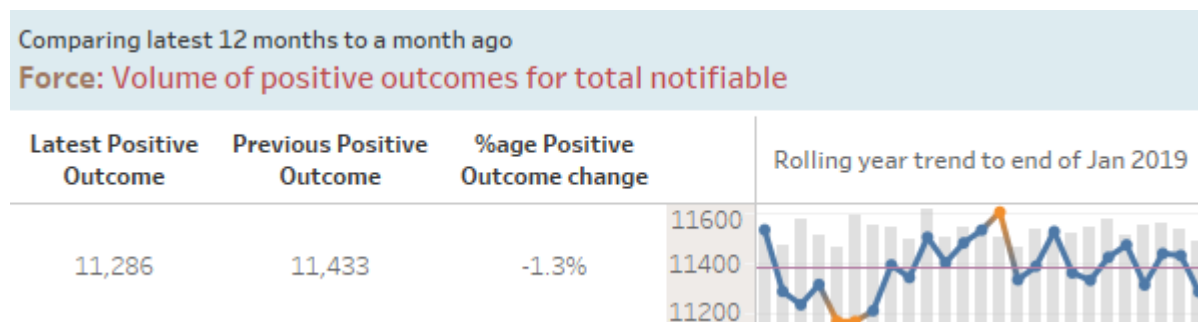 Comparing latest 12 months to a month ago
Force: Volume of positive outcomes for total notifiable
Latest Positive Outcome
Previous Positive Outcome
%age Positive Outcome change
Rolling year trend to end of Jan 2019
11,286
11,433
-1.3%
11600
11400
11200